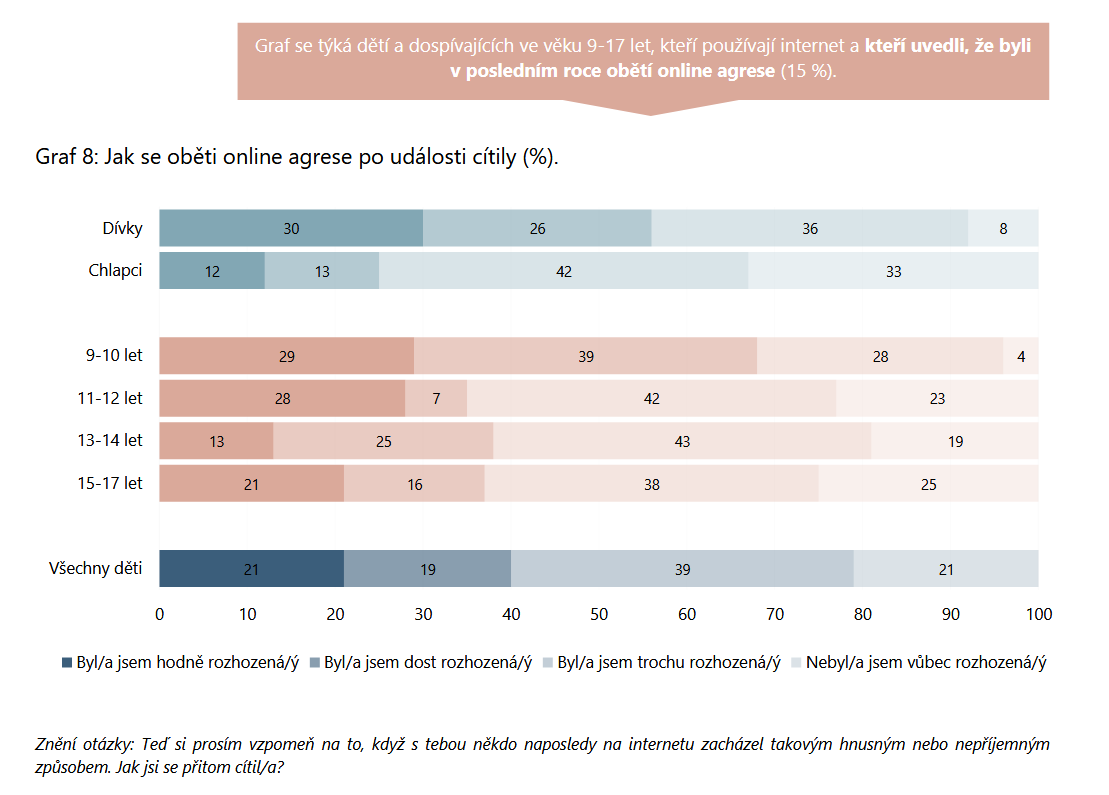 Graf se týká dětí a dospívajících ve věku 9-17 let, kteří používají internet a kteří uvedli, že byli
v posledním roce obětí online agrese (15 %).
Graf 8: Jak se oběti online agrese po události cítily (%).
Dívky 30 26 36 8
Chlapci 12 13 42 33
9-10 let 29 39 28 4
11-12 let 28 7 42 23
13-14 let 13 25 43 19
15-17 let 21 16 38 25
Všechny děti 21 19 39 21
0 10 20 30 40 50 60 70 80 90 100
Byl/a jsem hodně rozhozená/ý Byl/a jsem dost rozhozená/ý Byl/a jsem trochu rozhozená/ý Nebyl/a jsem vůbec rozhozená/ý
Znění otázky: Teď si prosím vzpomeň na to, když s tebou někdo naposledy na internetu zacházel takovým hnusným nebo nepříjemným
způsobem. Jak jsi se přitom cítil/a?